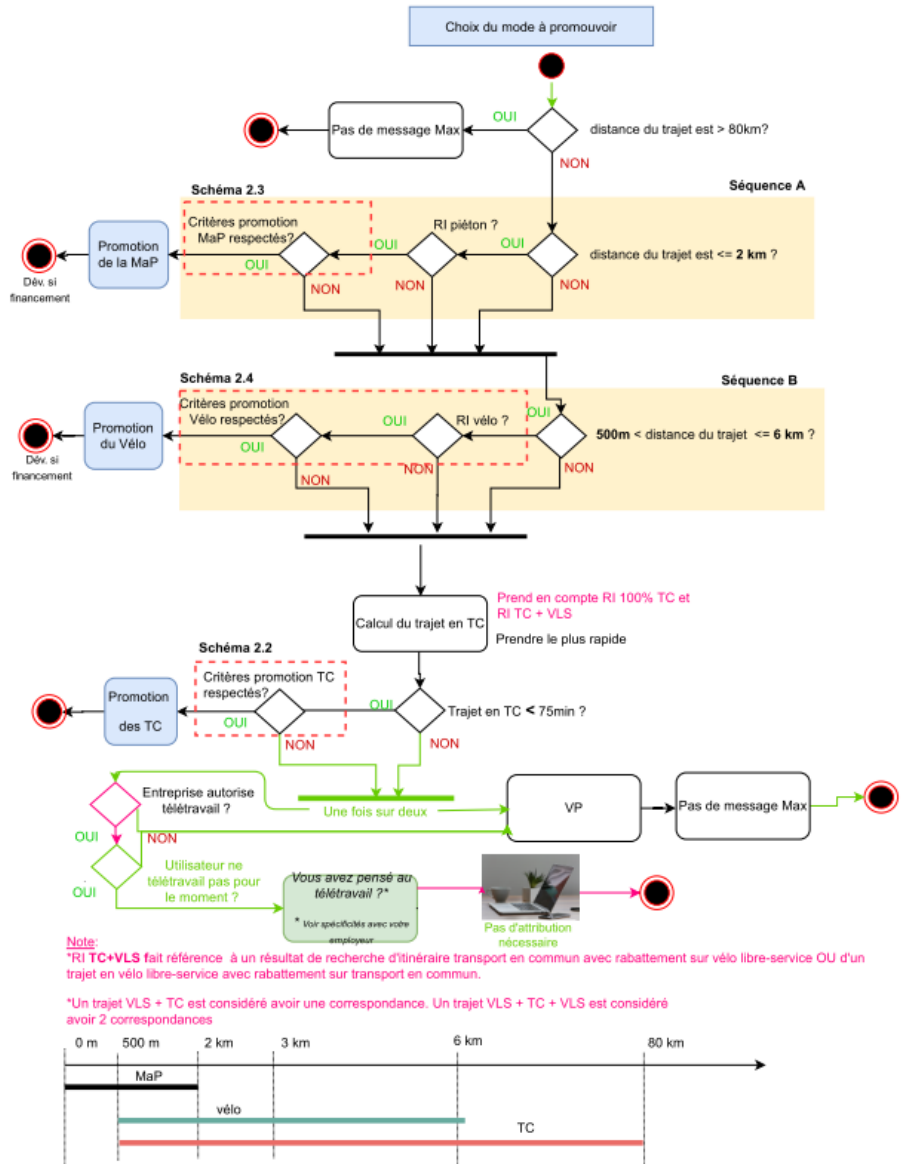 Choix du mode à promouvoir
OUI
Pas de message Max
distance du trajet est > 80km?
NON
Schéma 2.3
Séquence A
Critères promotion
MaP respectés?
RI piéton ?
Promotion
de la MaP
OUI
OUI
OUI
distance du trajet est <= 2 km ?
Dév. si
financement
NON
NON
NON
Schéma 2.4
Séquence B
Critères promotion
Vélo respectés?
OUI
RI vélo ?
OUI
Promotion
du Vélo
OUI
500m < distance du trajet <= 6 km ?
Dév. si
financement
NON
NON
NON
Calcul du trajet en TC
Prend en compte RI 100% TC et
RI TC + VLS
Prendre le plus rapide
Schéma 2.2
Critères promotion TC
respectés?
Promotion
des TC
OUI
OUI
Trajet en TC < 75min ?
NON
NON
Entreprise autorise
télétravail ?
Une fois sur deux
VP
Pas de message Max
OUI
NON
Utilisateur ne
télétravail pas pour
le moment ?
OUI
Vous avez pensé au
télétravail ?*
* Voir spécificités avec votre
employeur
Pas d'attribution
nécessaire
Note:
*RI TC+VLS fait référence à un résultat de recherche d'itinéraire transport en commun avec rabattement sur vélo libre-service OU d'un
trajet en vélo libre-service avec rabattement sur transport en commun.
*Un trajet VLS + TC est considéré avoir une correspondance. Un trajet VLS + TC + VLS est considéré
avoir 2 correspondances
0 m 500 m 2 km 3 km 6 km 80 km
MaP
vélo
TC